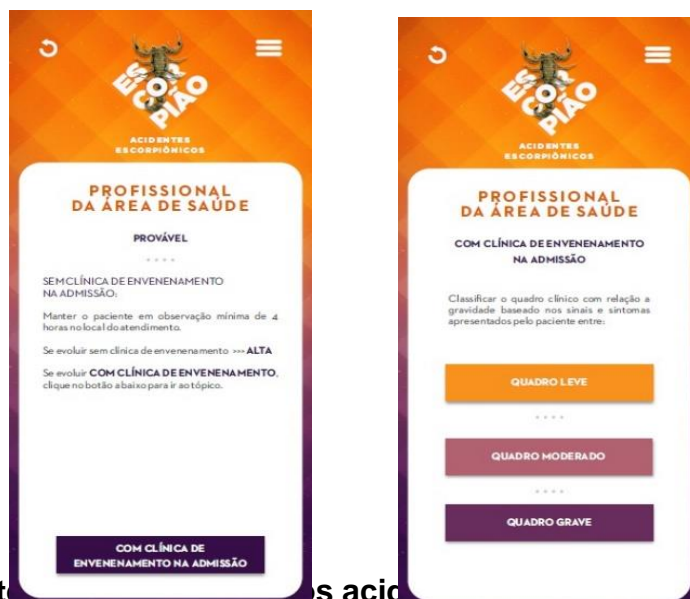 ES
COR
PIÃO
ACIDENTES
ESCORPIÔNICOS
PROFISSIONAL
DA ÁREA DE SAÚDE
PROVÁVEL
SEM CLÍNICA DE ENVENENAMENTO
NA ADMISSÃO:
Manter o paciente em observação mínima de 4
horas no local do atendimento.
Se evoluir sem clínica de envenenamento >>> ALTA
Se evoluir COM CLÍNICA DE ENVENENAMENTO,
clique no botão abaixo para ir ao tópico.
COM CLÍNICA DE
ENVENENAMENTO NA ADMISSÃO
ES
COR
PIÃO
ACIDENTES
ESCORPIÔNICOS
PROFISSIONAL
DA ÁREA DE SAÚDE
COM CLÍNICA DE ENVENENAMENTO
NA ADMISSÃO
Classificar o quadro clínico com relação a
gravidade baseado nos sinais e sintomas
apresentados pelo paciente entre:
QUADRO LEVE
QUADRO MODERADO
QUADRO GRAVE